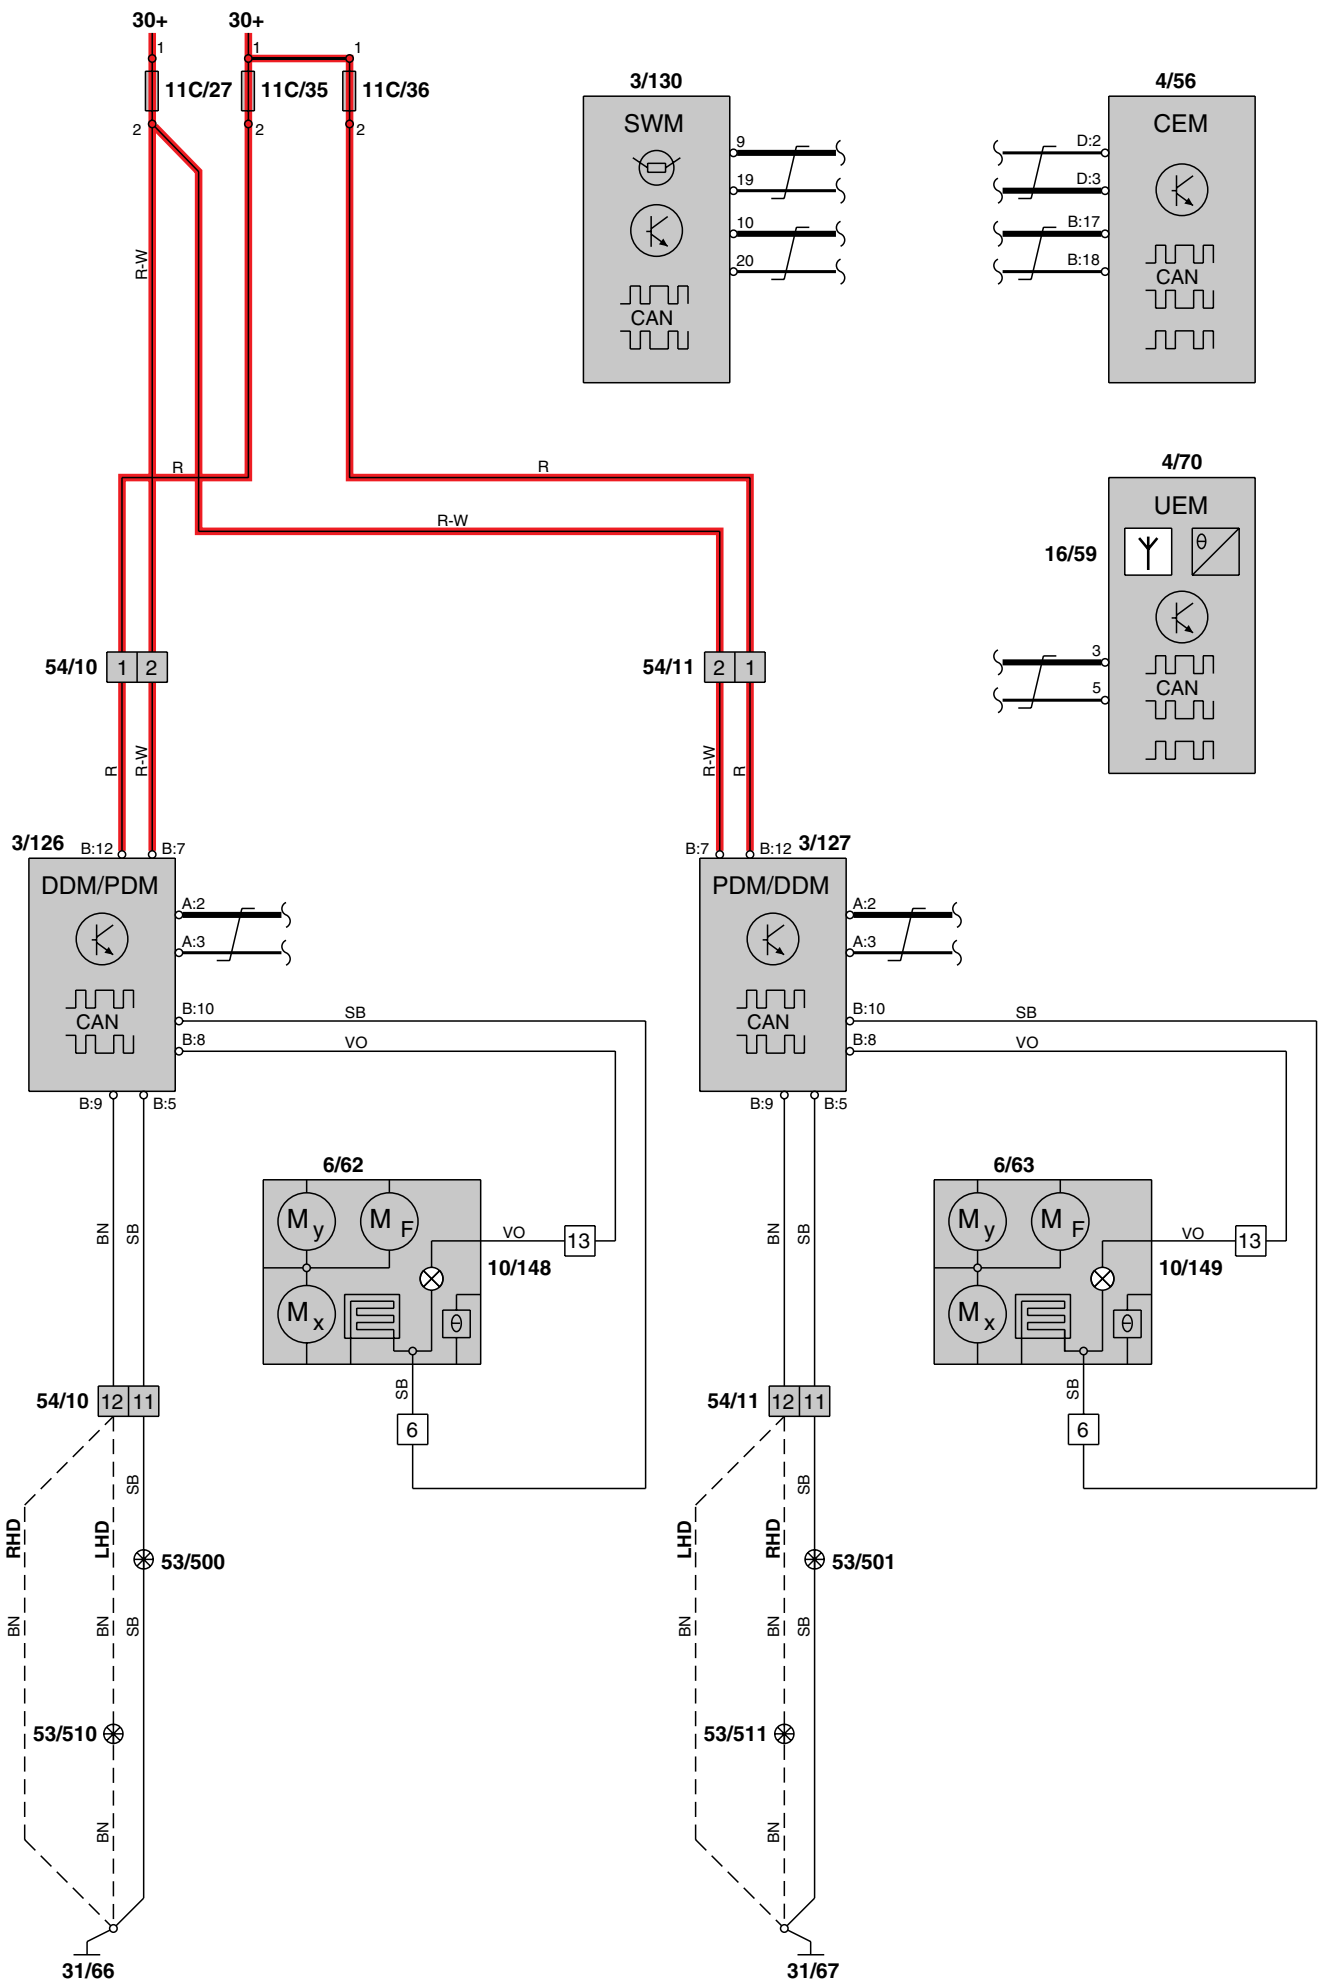 30+ 30+
1 1 1
11C/27 11C/35 11C/36
2 2 2
3/130
SWM
9
19
10
20
CAN
4/56
CEM
D:2
D:3
B:17
B:18
CAN
R-W
R R
R-W
4/70
UEM
16/59
θ
3
5
CAN
54/10 1 2
54/11 2 1
R R-W
R-W R
3/126
B:12 B:7
DDM/PDM
A:2
A:3
CAN
B:10 SB
B:8 VO
B:9 B:5
3/127
B:7 B:12
PDM/DDM
A:2
A:3
CAN
B:10 SB
B:8 VO
B:9 B:5
6/62
My MF
Mx
θ
VO 13
10/148
BN SB
SB
6
6/63
My MF
Mx
θ
VO 13
10/149
BN SB
SB
6
54/10 12 11
54/11 12 11
SB
RHD LHD
53/500
BN BN SB
53/510
BN
31/66
SB
LHD RHD
53/501
BN BN SB
53/511
BN
31/67